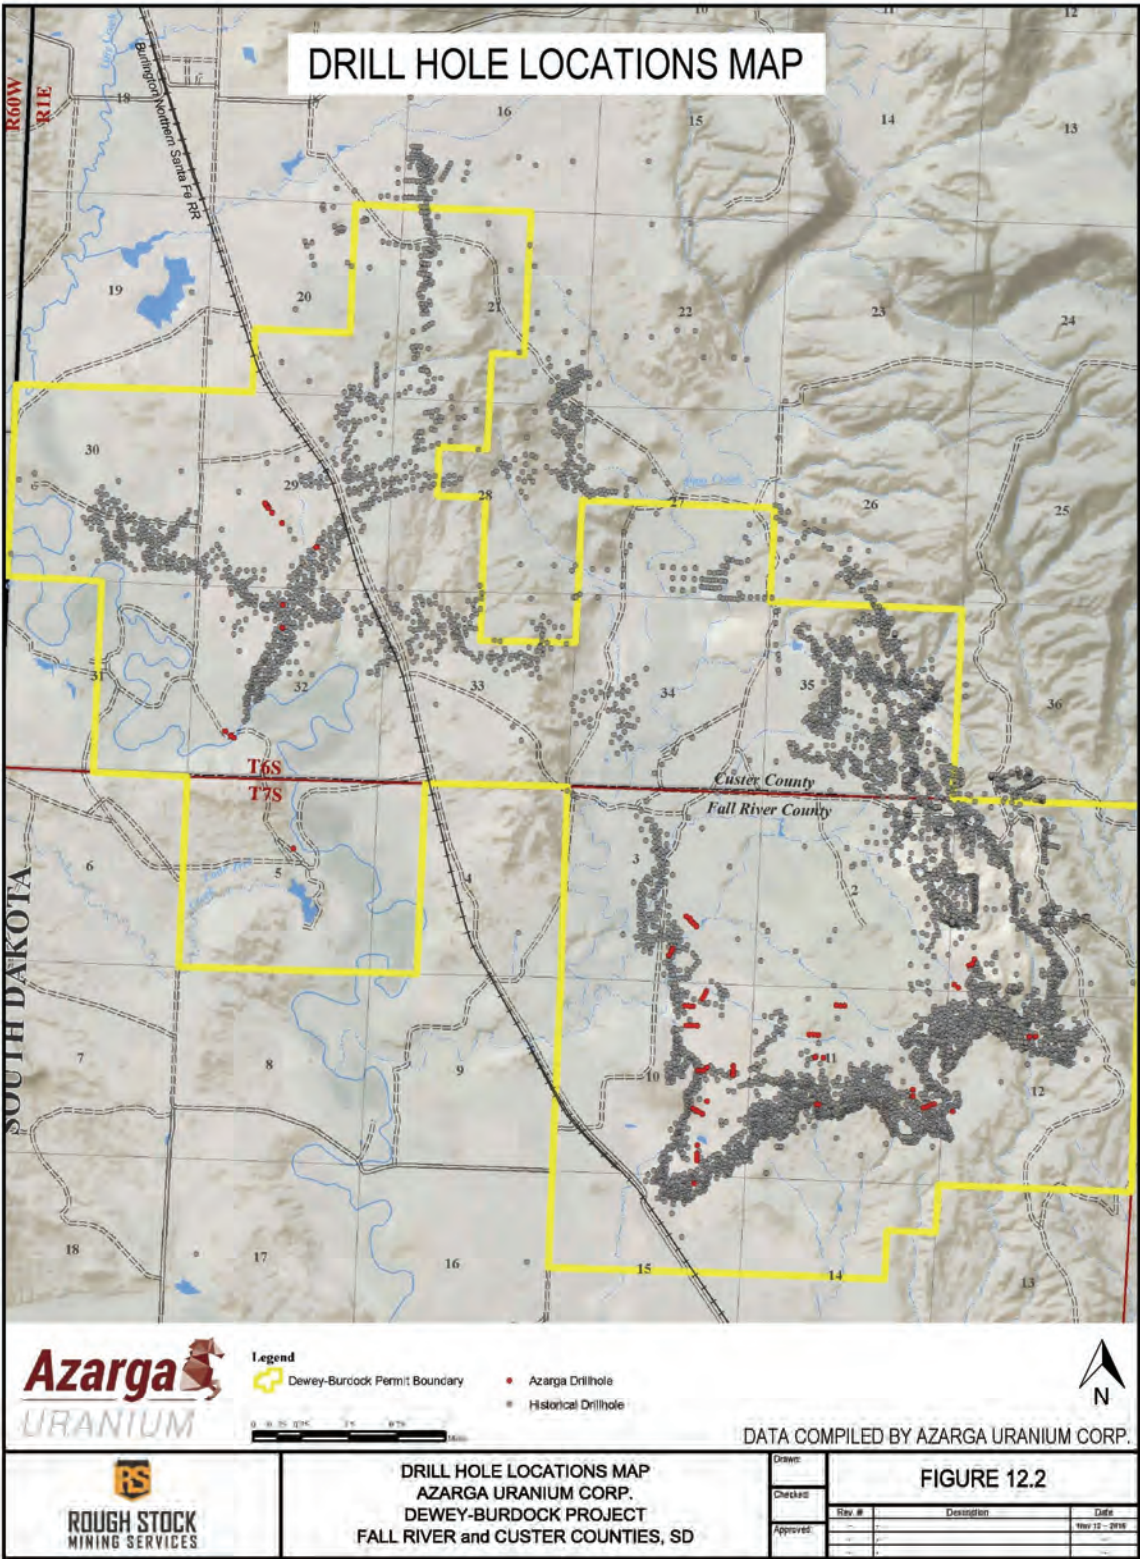 DRILL HOLE LOCATIONS MAP
10
11
12
R60W
R1E
Burlington Northern Santa Fe RR
18
16
15
14
13
19
20
21
22
23
24
30
29
28
27
26
25
31
32
33
34
35
36
T6S
T7S
Custer County
Fall River County
6
5
4
3
2
SOUTH DAKOTA
7
8
9
10
11
12
18
17
16
15
14
13
Azarga
URANIUM
Legend
Dewey-Burdock Permit Boundary
Azarga Drillhole
Historical Drillhole
N
DATA COMPILED BY AZARGA URANIUM CORP.
RS
ROUGH STOCK
MINING SERVICES
DRILL HOLE LOCATIONS MAP
AZARGA URANIUM CORP.
DEWEY-BURDOCK PROJECT
FALL RIVER and CUSTER COUNTIES, SD
Drawn:
Checked:
Approved:
FIGURE 12.2
Rev. #
Description
Date